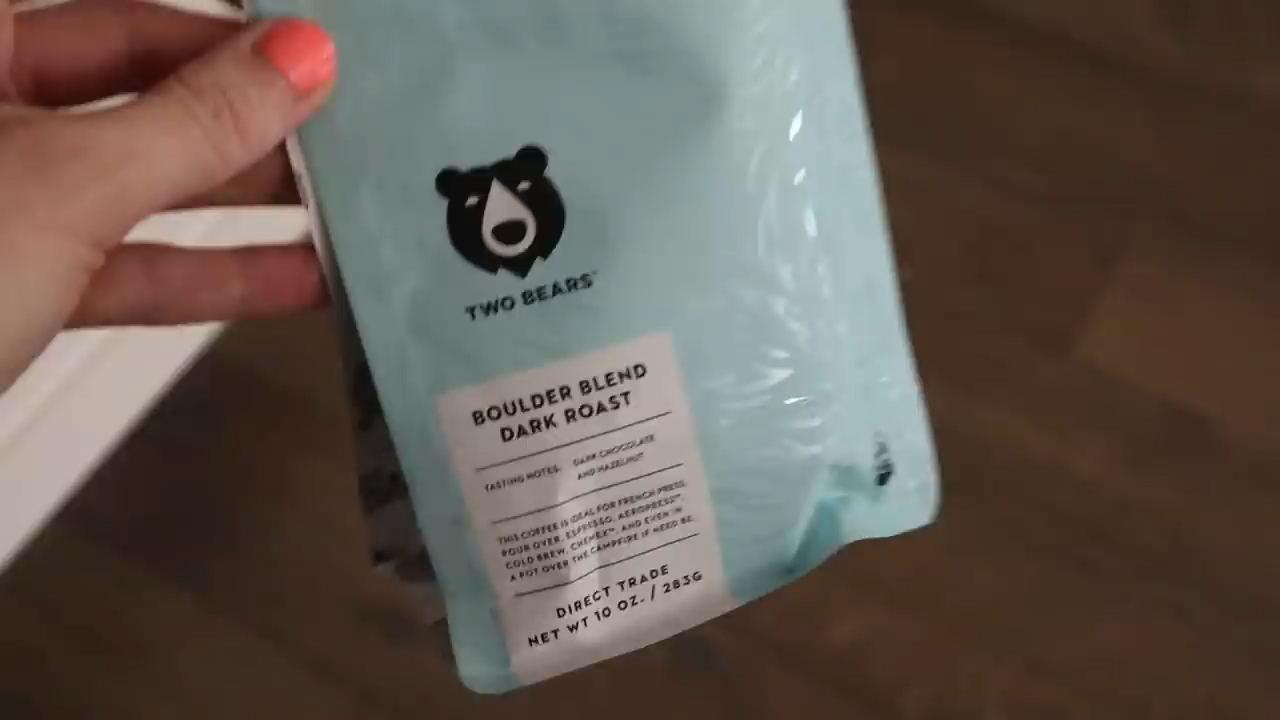 TWO BEARS
BOULDER BLEND
DARK ROAST
TASTING NOTES: DARK CHOCOLATE
AND HAZELNUT
THIS COFFEE IS IDEAL FOR FRENCH PRESS,
POUR OVER, ESPRESSO, AEROPRESS™,
COLD BREW, CHEMEX™, AND EVEN IN
A POT OVER THE CAMPFIRE IF NEED BE.
DIRECT TRADE
NET WT 10 OZ. / 283G